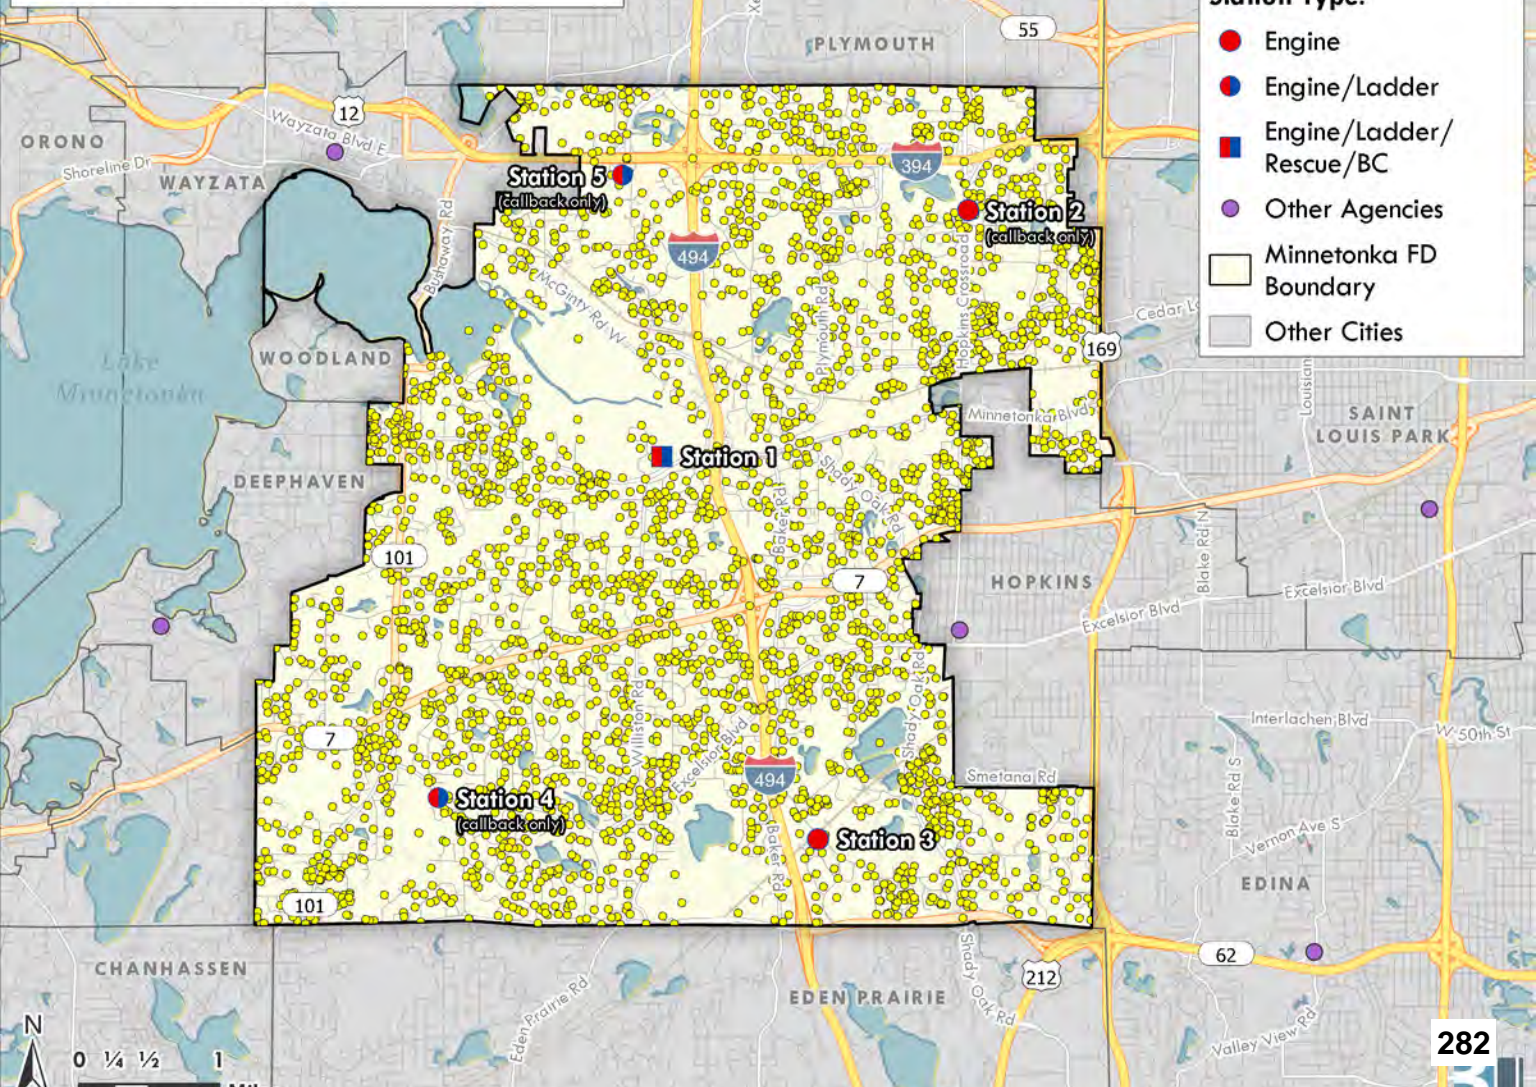 Station Type:
Engine
Engine/Ladder
Engine/Ladder/
Rescue/BC
Other Agencies
Minnetonka FD
Boundary
Other Cities
PLYMOUTH
55
12
Wayzata Blvd E
ORONO
Shoreline Dr
WAYZATA
394
Station 5
(callback only)
Station 2
(callback only)
Bushaway Rd
494
McGinty Rd W
Plymouth Rd
Hopkins Crossroad
Cedar
169
WOODLAND
Lake
Minnetonka
Minnetonka Blvd
Louisian
SAINT
LOUIS PARK
Station 1
Shady Oak Rd
DEEPHAVEN
Baker Rd
Blake Rd N
101
7
HOPKINS
Excelsior Blvd
Excelsior Blvd
Shady Oak Rd
Williston Rd
Excelsior Blvd
7
Interlachen Blvd
W 50th St
494
Smetana Rd
Blake Rd S
Station 4
(callback only)
Vernon Ave S
Station 3
Baker Rd
EDINA
101
62
CHANHASSEN
Shady Oak Rd
212
EDEN PRAIRIE
Eden Prairie Rd
Valley View Rd
N
0 ¼ ½ 1
282